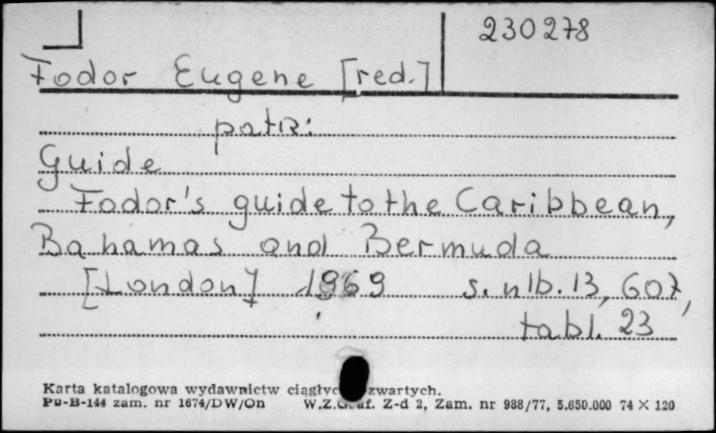 230278
Fodor Eugene [red.]
patrz:
Guide
Fodor's guide to the Caribbean,
Bahamas and Bermuda
[London] 1969 s. nlb. 13, 607,
tabl. 23
Karta katalogowa wydawnictw zwartych.
Pu-B-144 zam. nr 1674/DW/On Z-d 2, Zam. nr 988/77, 5.650.000 74 X 120